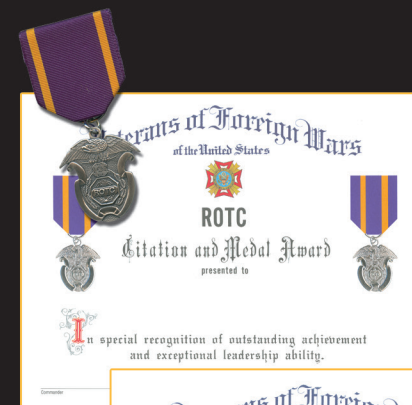 Veterans of Foreign Wars
of the United States
ROTC
Citation and Medal Award
presented to
In special recognition of outstanding achievement
and exceptional leadership ability.
Commander
ROTC